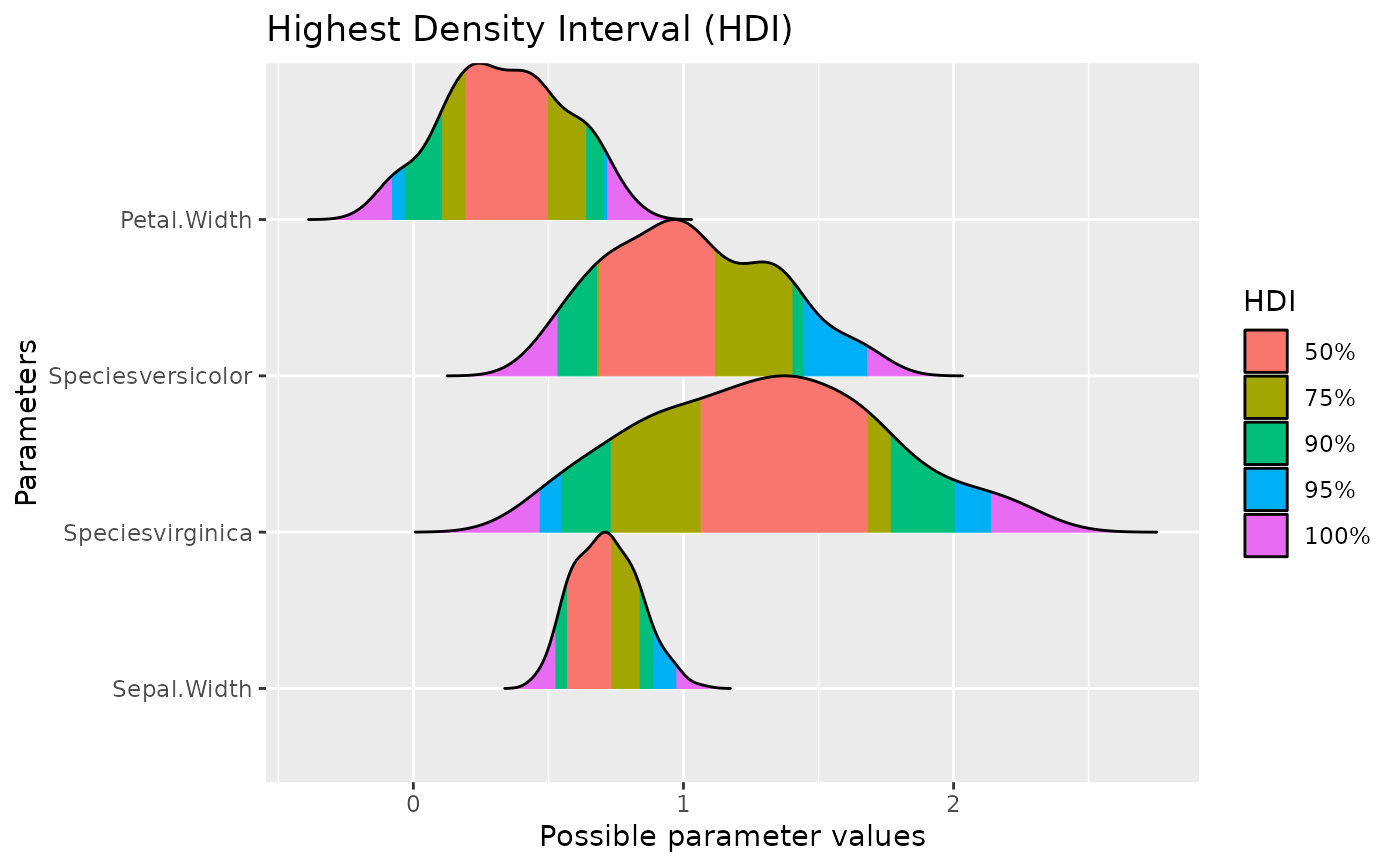 Highest Density Interval (HDI)
Parameters
Petal.Width
Speciesversicolor
Speciesvirginica
Sepal.Width
0 1 2
Possible parameter values
HDI
50%
75%
90%
95%
100%